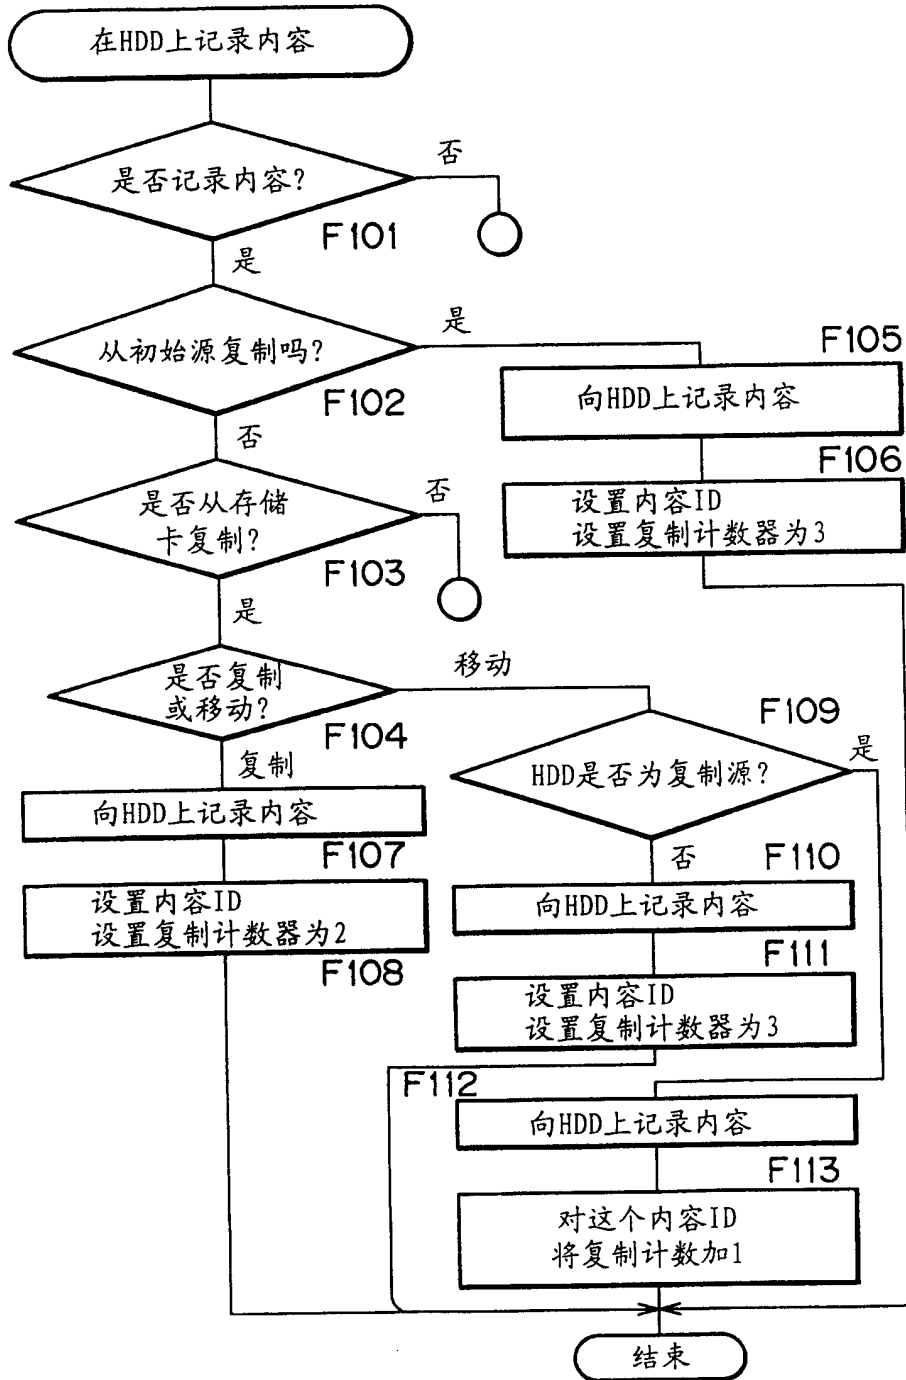 在HDD上记录内容
是否记录内容?
否
F101
是
从初始源复制吗?
是
F102
否
F105
向HDD上记录内容
F106
设置内容ID
设置复制计数器为3
是否从存储
卡复制?
否
F103
是
是否复制
或移动?
移动
F104
复制
向HDD上记录内容
F107
设置内容ID
设置复制计数器为2
F108
F109
HDD是否为复制源?
是
否
F110
向HDD上记录内容
F111
设置内容ID
设置复制计数器为3
F112
向HDD上记录内容
F113
对这个内容ID
将复制计数加1
结束